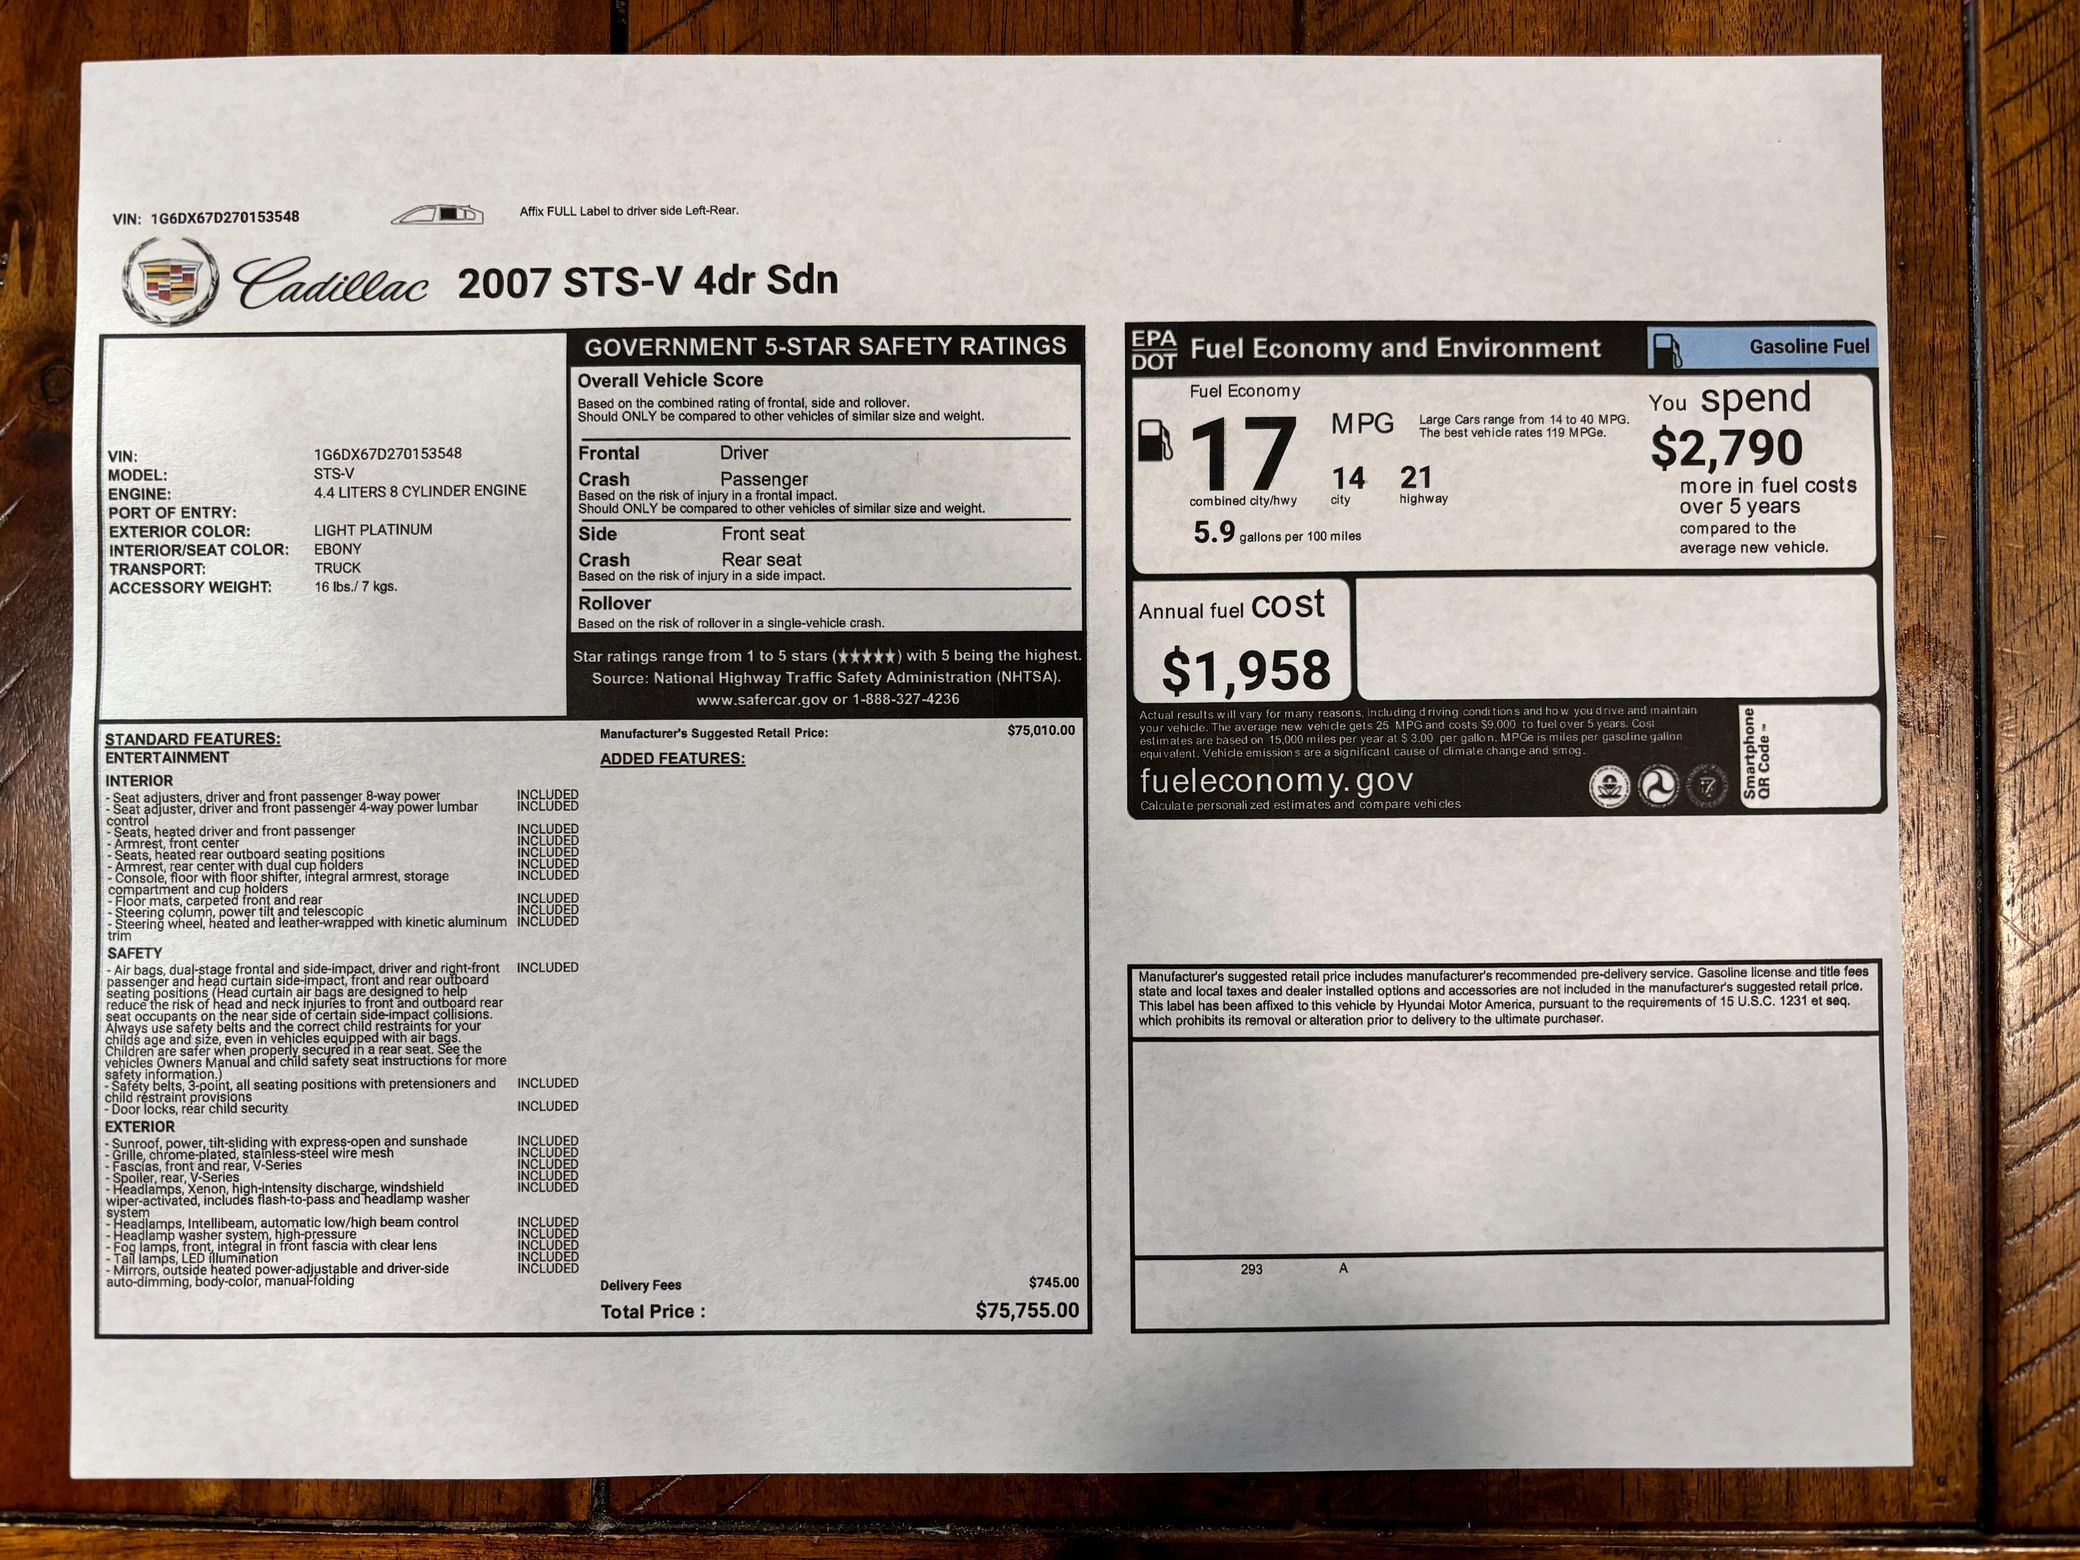 VIN: 1G6DX67D270153548
Affix FULL Label to driver side Left-Rear.
Cadillac 2007 STS-V 4dr Sdn
VIN: 1G6DX67D270153548
MODEL: STS-V
ENGINE: 4.4 LITERS 8 CYLINDER ENGINE
PORT OF ENTRY:
EXTERIOR COLOR: LIGHT PLATINUM
INTERIOR/SEAT COLOR: EBONY
TRANSPORT: TRUCK
ACCESSORY WEIGHT: 16 lbs./ 7 kgs.
GOVERNMENT 5-STAR SAFETY RATINGS
Overall Vehicle Score
Based on the combined rating of frontal, side and rollover.
Should ONLY be compared to other vehicles of similar size and weight.
Frontal Driver
Crash Passenger
Based on the risk of injury in a frontal impact.
Should ONLY be compared to other vehicles of similar size and weight.
Side Front seat
Crash Rear seat
Based on the risk of injury in a side impact.
Rollover
Based on the risk of rollover in a single-vehicle crash.
Star ratings range from 1 to 5 stars (★★★★★) with 5 being the highest.
Source: National Highway Traffic Safety Administration (NHTSA).
www.safercar.gov or 1-888-327-4236
STANDARD FEATURES:
ENTERTAINMENT
INTERIOR
- Seat adjusters, driver and front passenger 8-way power INCLUDED
- Seat adjuster, driver and front passenger 4-way power lumbar INCLUDED
control
- Seats, heated driver and front passenger INCLUDED
- Armrest, front center INCLUDED
- Seats, heated rear outboard seating positions INCLUDED
- Armrest, rear center with dual cup holders INCLUDED
- Console, floor with floor shifter, integral armrest, storage INCLUDED
compartment and cup holders
- Floor mats, carpeted front and rear INCLUDED
- Steering column, power tilt and telescopic INCLUDED
- Steering wheel, heated and leather-wrapped with kinetic aluminum INCLUDED
trim
SAFETY
- Air bags, dual-stage frontal and side-impact, driver and right-front INCLUDED
passenger and head curtain side-impact, front and rear outboard
seating positions (Head curtain air bags are designed to help
reduce the risk of head and neck injuries to front and outboard rear
seat occupants on the near side of certain side-impact collisions.
Always use safety belts and the correct child restraints for your
childs age and size, even in vehicles equipped with air bags.
Children are safer when properly secured in a rear seat. See the
vehicles Owners Manual and child safety seat instructions for more
safety information.)
- Safety belts, 3-point, all seating positions with pretensioners and INCLUDED
child restraint provisions
- Door locks, rear child security INCLUDED
EXTERIOR
- Sunroof, power, tilt-sliding with express-open and sunshade INCLUDED
- Grille, chrome-plated, stainless-steel wire mesh INCLUDED
- Fascias, front and rear, V-Series INCLUDED
- Spoiler, rear, V-Series INCLUDED
- Headlamps, Xenon, high-intensity discharge, windshield INCLUDED
wiper-activated, includes flash-to-pass and headlamp washer
system
- Headlamps, Intellibeam, automatic low/high beam control INCLUDED
- Headlamp washer system, high-pressure INCLUDED
- Fog lamps, front, integral in front fascia with clear lens INCLUDED
- Tail lamps, LED illumination INCLUDED
- Mirrors, outside heated power-adjustable and driver-side INCLUDED
auto-dimming, body-color, manual-folding
Manufacturer's Suggested Retail Price: $75,010.00
ADDED FEATURES:
Delivery Fees $745.00
Total Price : $75,755.00
EPA
DOT
Fuel Economy and Environment
Gasoline Fuel
Fuel Economy
17 MPG
combined city/hwy
14 city
21 highway
5.9 gallons per 100 miles
Large Cars range from 14 to 40 MPG.
The best vehicle rates 119 MPGe.
You spend
$2,790
more in fuel costs
over 5 years
compared to the
average new vehicle.
Annual fuel cost
$1,958
Actual results will vary for many reasons, including driving conditions and how you drive and maintain
your vehicle. The average new vehicle gets 25 MPG and costs $9,000 to fuel over 5 years. Cost
estimates are based on 15,000 miles per year at $ 3.00 per gallon. MPGe is miles per gasoline gallon
equivalent. Vehicle emissions are a significant cause of climate change and smog.
fueleconomy.gov
Calculate personalized estimates and compare vehicles
Smartphone
QR Code ~
Manufacturer's suggested retail price includes manufacturer's recommended pre-delivery service. Gasoline license and title fees
state and local taxes and dealer installed options and accessories are not included in the manufacturer's suggested retail price.
This label has been affixed to this vehicle by Hyundai Motor America, pursuant to the requirements of 15 U.S.C. 1231 et seq.
which prohibits its removal or alteration prior to delivery to the ultimate purchaser.
293 A